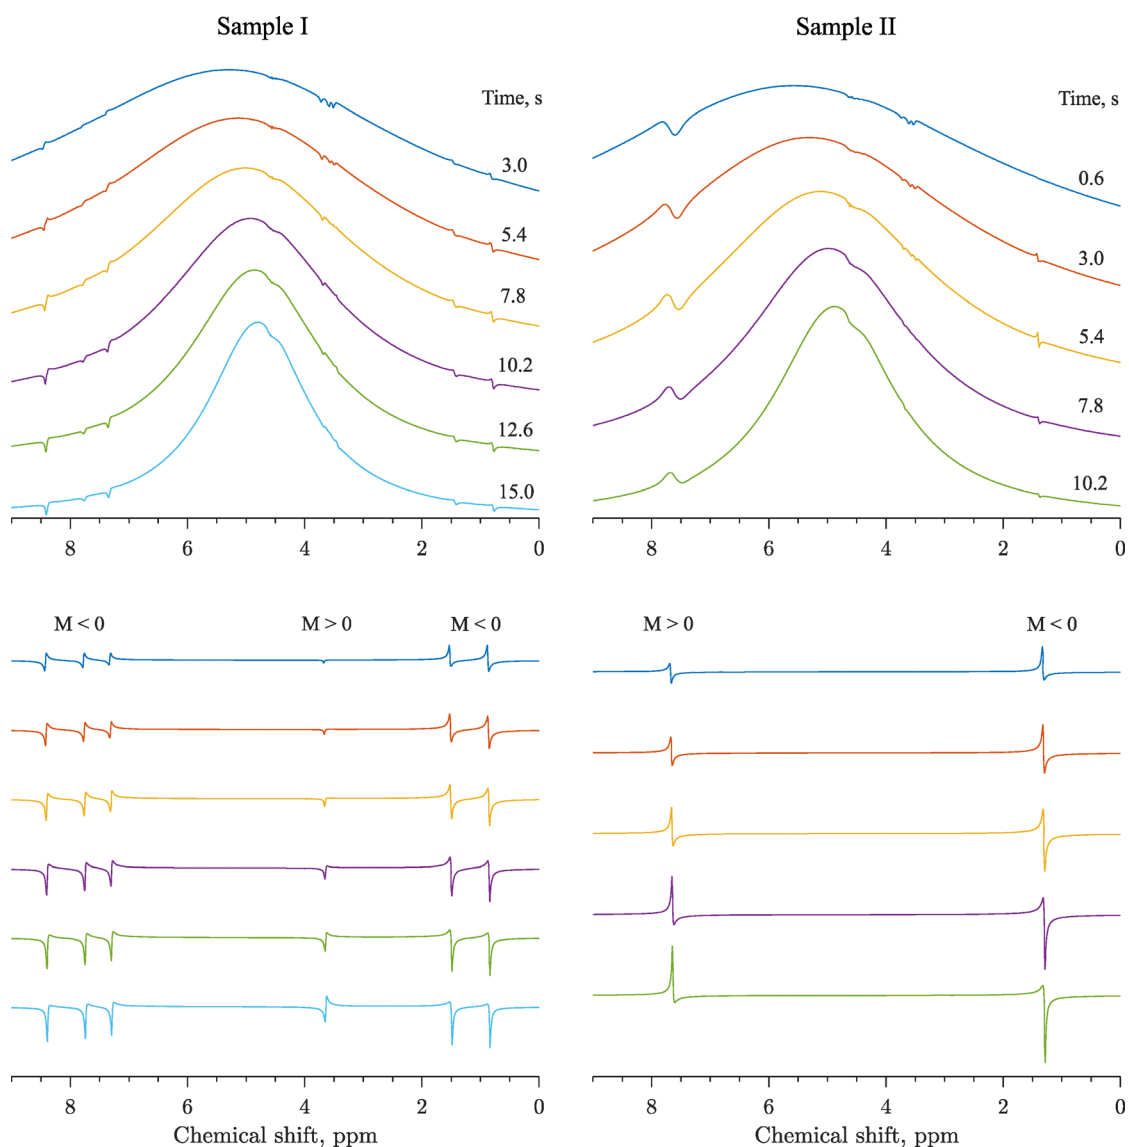 Sample I
Time, s
3.0
5.4
7.8
10.2
12.6
15.0
8 6 4 2 0
Sample II
Time, s
0.6
3.0
5.4
7.8
10.2
8 6 4 2 0
M < 0 M > 0 M < 0
8 6 4 2 0
Chemical shift, ppm
M > 0 M < 0
8 6 4 2 0
Chemical shift, ppm